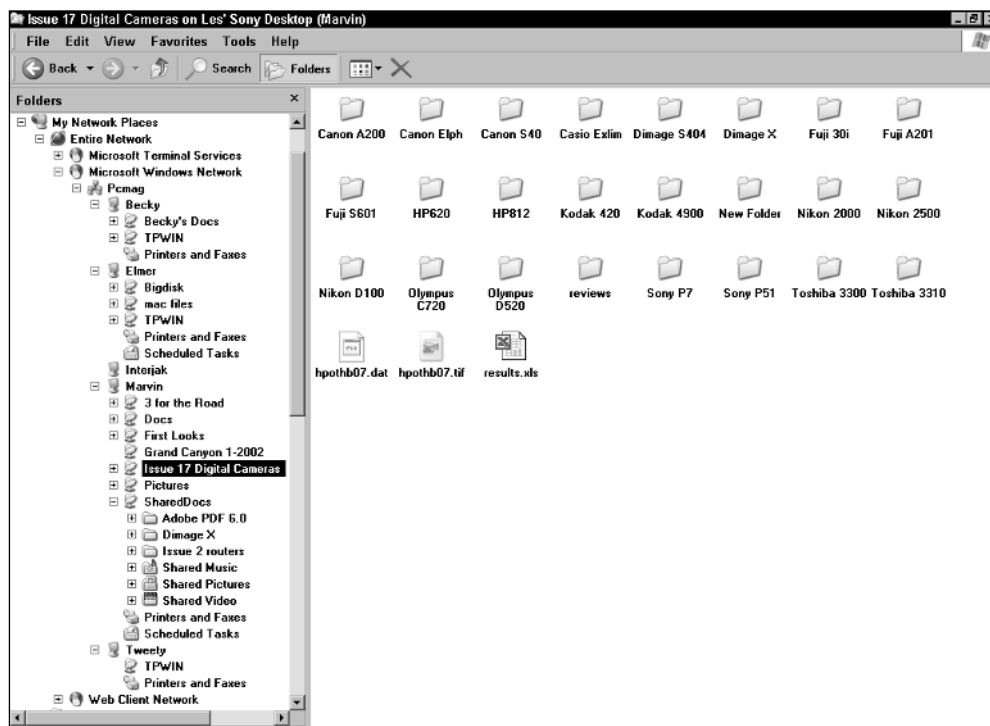 Issue 17 Digital Cameras on Les' Sony Desktop (Marvin)
File Edit View Favorites Tools Help
Back Search Folders
Folders
My Network Places
Entire Network
Microsoft Terminal Services
Microsoft Windows Network
Pcmag
Becky
Becky's Docs
TPWIN
Printers and Faxes
Elmer
Bigdisk
mac files
TPWIN
Printers and Faxes
Scheduled Tasks
Interjak
Marvin
3 for the Road
Docs
First Looks
Grand Canyon 1-2002
Issue 17 Digital Cameras
Pictures
SharedDocs
Adobe PDF 6.0
Dimage X
Issue 2 routers
Shared Music
Shared Pictures
Shared Video
Printers and Faxes
Scheduled Tasks
Tweety
TPWIN
Printers and Faxes
Web Client Network
Canon A200 Canon Elph Canon S40 Casio Exlim Dimage S404 Dimage X Fuji 30i Fuji A201
Fuji S601 HP620 HP812 Kodak 420 Kodak 4900 New Folder Nikon 2000 Nikon 2500
Nikon D100 Olympus C720 Olympus D520 reviews Sony P7 Sony P51 Toshiba 3300 Toshiba 3310
hpothb07.dat hpothb07.tif results.xls